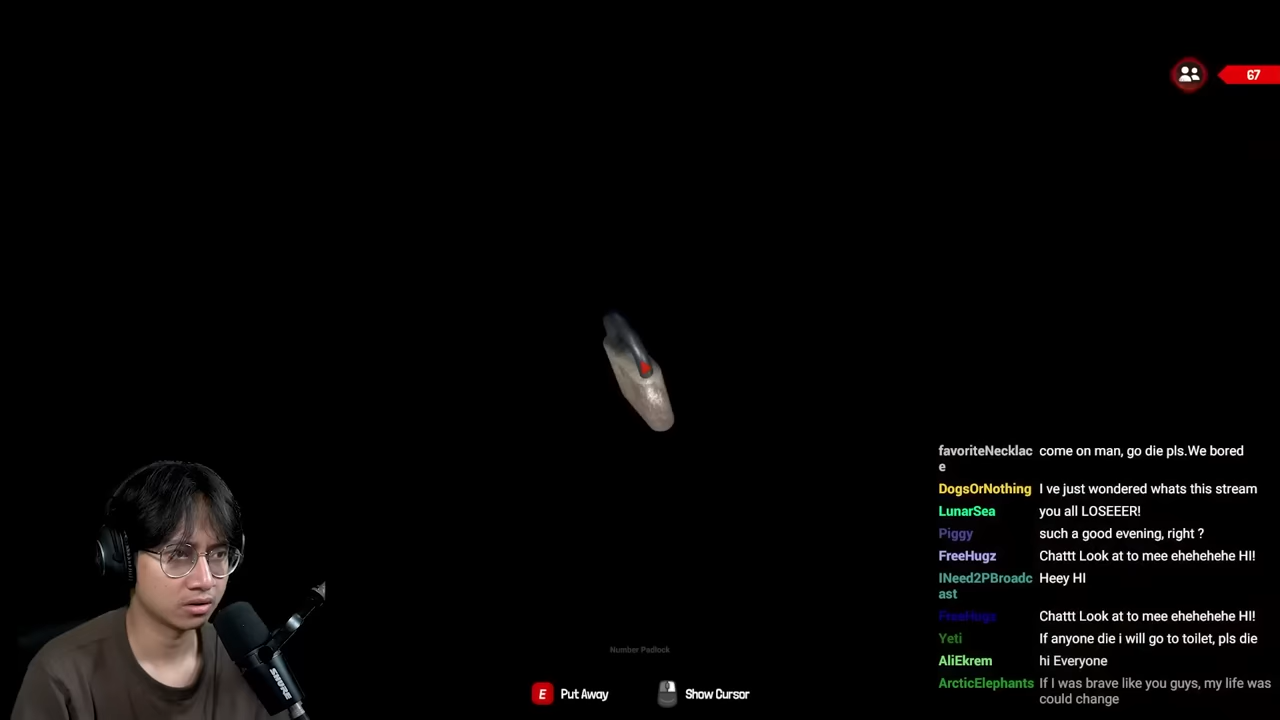 67
favoriteNecklac come on man, go die pls.We bored
e
DogsOrNothing I ve just wondered whats this stream
LunarSea you all LOSEEER!
Piggy such a good evening, right ?
FreeHugz Chattt Look at to mee ehehehehe HI!
INeed2PBroadc Heey HI
ast
FreeHugz Chattt Look at to mee ehehehehe HI!
Yeti If anyone die i will go to toilet, pls die
AliEkrem hi Everyone
ArcticElephants If I was brave like you guys, my life was
could change
SHURE
Number Padlock
E Put Away Show Cursor